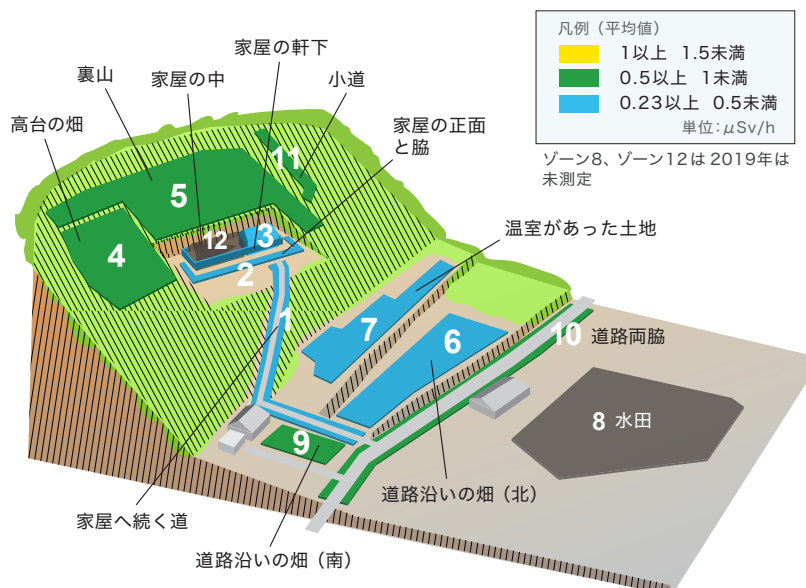 凡例（平均値）
1以上 1.5未満
0.5以上 1未満
0.23以上 0.5未満
単位：μSv/h
ゾーン8、ゾーン12は2019年は
未測定
家屋の軒下
裏山
家屋の中
小道
高台の畑
家屋の正面
と脇
11
5
12
3
温室があった土地
4
2
1
7
6
10
道路両脇
8 水田
9
道路沿いの畑（北）
家屋へ続く道
道路沿いの畑（南）